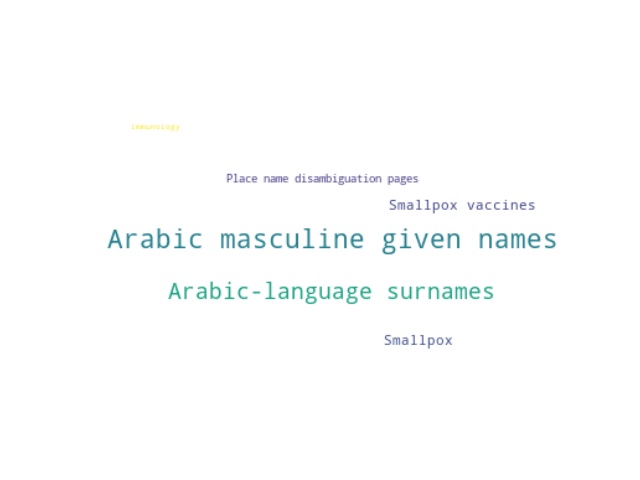 immunology
Place name disambiguation pages
Smallpox vaccines
Arabic masculine given names
Arabic-language surnames
Smallpox